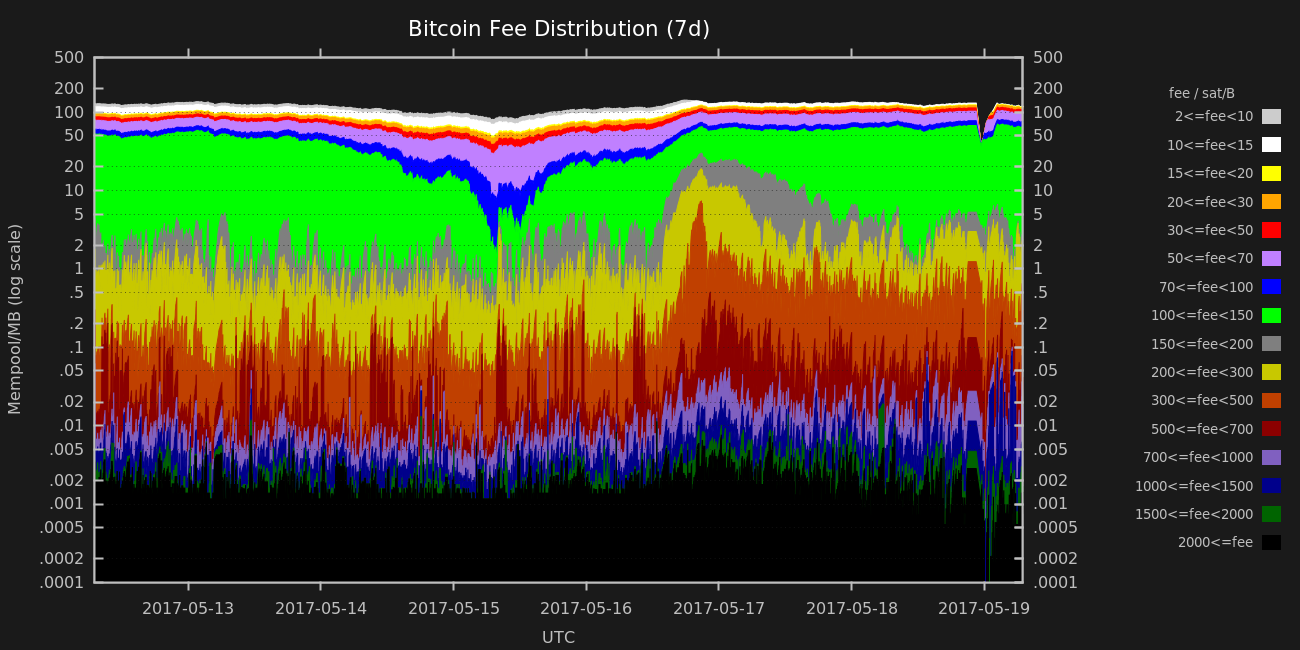 Bitcoin Fee Distribution (7d)
500
200
100
50
20
10
5
2
1
.5
.2
.1
.05
.02
.01
.005
.002
.001
.0005
.0002
.0001
Mempool/MB (log scale)
500
200
100
50
20
10
5
2
1
.5
.2
.1
.05
.02
.01
.005
.002
.001
.0005
.0002
.0001
2017-05-13 2017-05-14 2017-05-15 2017-05-16 2017-05-17 2017-05-18 2017-05-19
UTC
fee / sat/B
2<=fee<10
10<=fee<15
15<=fee<20
20<=fee<30
30<=fee<50
50<=fee<70
70<=fee<100
100<=fee<150
150<=fee<200
200<=fee<300
300<=fee<500
500<=fee<700
700<=fee<1000
1000<=fee<1500
1500<=fee<2000
2000<=fee